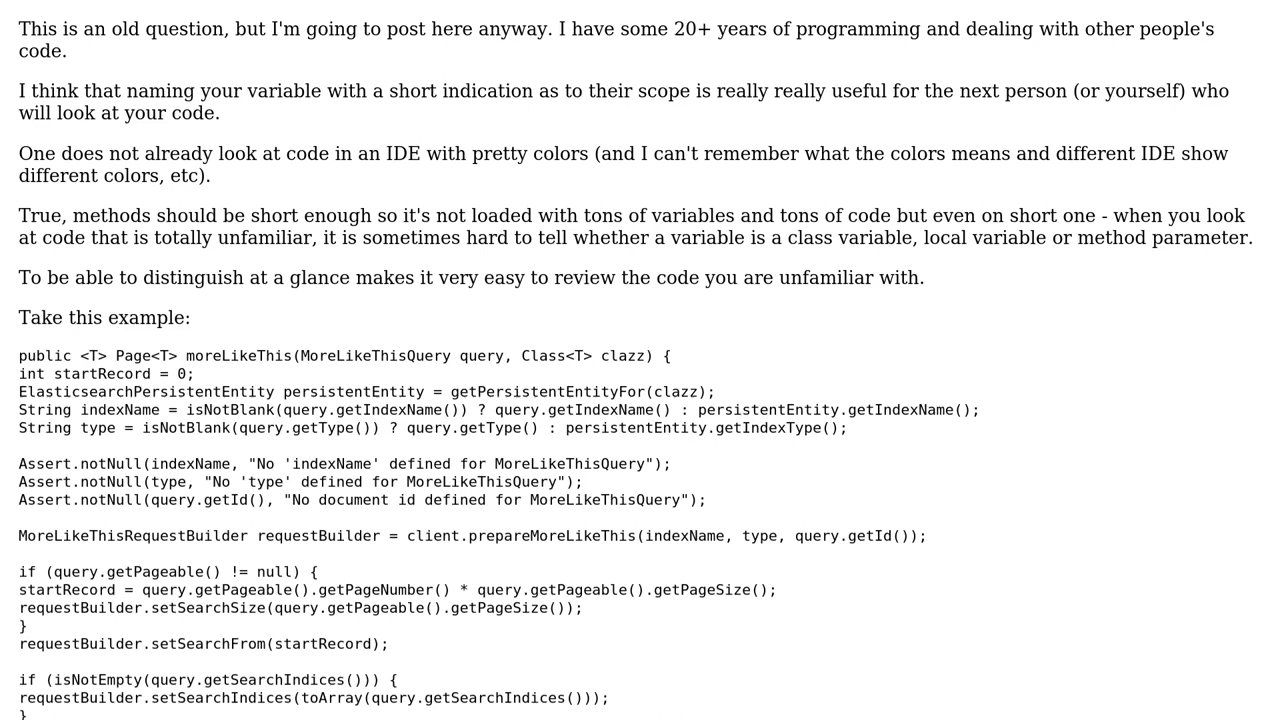 This is an old question, but I'm going to post here anyway. I have some 20+ years of programming and dealing with other people's
code.
I think that naming your variable with a short indication as to their scope is really really useful for the next person (or yourself) who
will look at your code.
One does not already look at code in an IDE with pretty colors (and I can't remember what the colors means and different IDE show
different colors, etc).
True, methods should be short enough so it's not loaded with tons of variables and tons of code but even on short one - when you look
at code that is totally unfamiliar, it is sometimes hard to tell whether a variable is a class variable, local variable or method parameter.
To be able to distinguish at a glance makes it very easy to review the code you are unfamiliar with.
Take this example:
public <T> Page<T> moreLikeThis(MoreLikeThisQuery query, Class<T> clazz) {
int startRecord = 0;
ElasticsearchPersistentEntity persistentEntity = getPersistentEntityFor(clazz);
String indexName = isNotBlank(query.getIndexName()) ? query.getIndexName() : persistentEntity.getIndexName();
String type = isNotBlank(query.getType()) ? query.getType() : persistentEntity.getIndexType();
Assert.notNull(indexName, "No 'indexName' defined for MoreLikeThisQuery");
Assert.notNull(type, "No 'type' defined for MoreLikeThisQuery");
Assert.notNull(query.getId(), "No document id defined for MoreLikeThisQuery");
MoreLikeThisRequestBuilder requestBuilder = client.prepareMoreLikeThis(indexName, type, query.getId());
if (query.getPageable() != null) {
startRecord = query.getPageable().getPageNumber() * query.getPageable().getPageSize();
requestBuilder.setSearchSize(query.getPageable().getPageSize());
}
requestBuilder.setSearchFrom(startRecord);
if (isNotEmpty(query.getSearchIndices())) {
requestBuilder.setSearchIndices(toArray(query.getSearchIndices()));
}